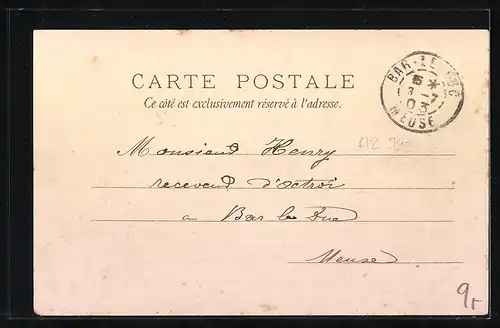 CARTE POSTALE
Ce côté est exclusivement réservé à l'adresse.
BAR-LE-DUC
03
MEUSE
Monsieur Henry
receveur d'octroi
a Bar le Duc
Meuse
9